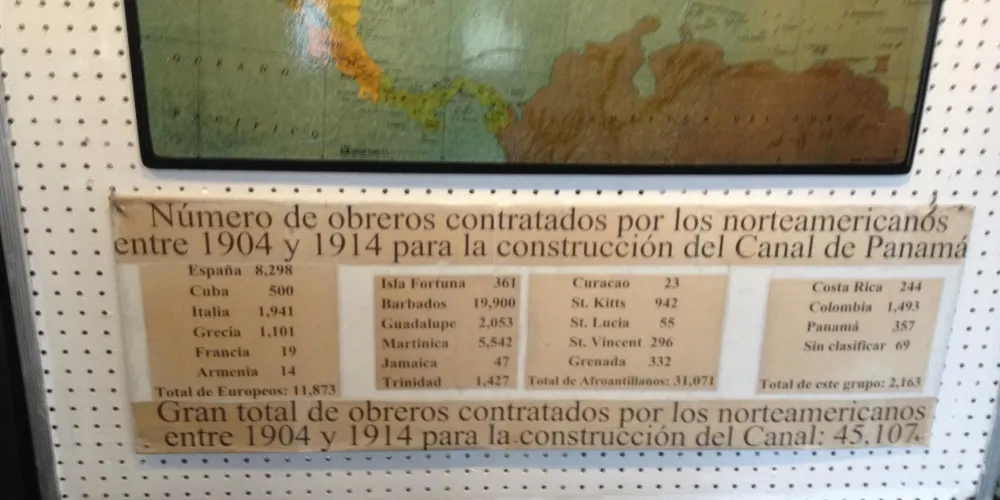 OCÉANO
PACÍFICO
AMÉRICA DEL SUR
Número de obreros contratados por los norteamericanos
entre 1904 y 1914 para la construcción del Canal de Panamá
España 8,298
Cuba 500
Italia 1,941
Grecia 1,101
Francia 19
Armenia 14
Total de Europeos: 11,873
Isla Fortuna 361
Barbados 19,900
Guadalupe 2,053
Martinica 5,542
Jamaica 47
Trinidad 1,427
Curacao 23
St. Kitts 942
St. Lucia 55
St. Vincent 296
Grenada 332
Total de Afroantillanos: 31,071
Costa Rica 244
Colombia 1,493
Panamá 357
Sin clasificar 69
Total de este grupo: 2,163
Gran total de obreros contratados por los norteamericanos
entre 1904 y 1914 para la construcción del Canal: 45,107.